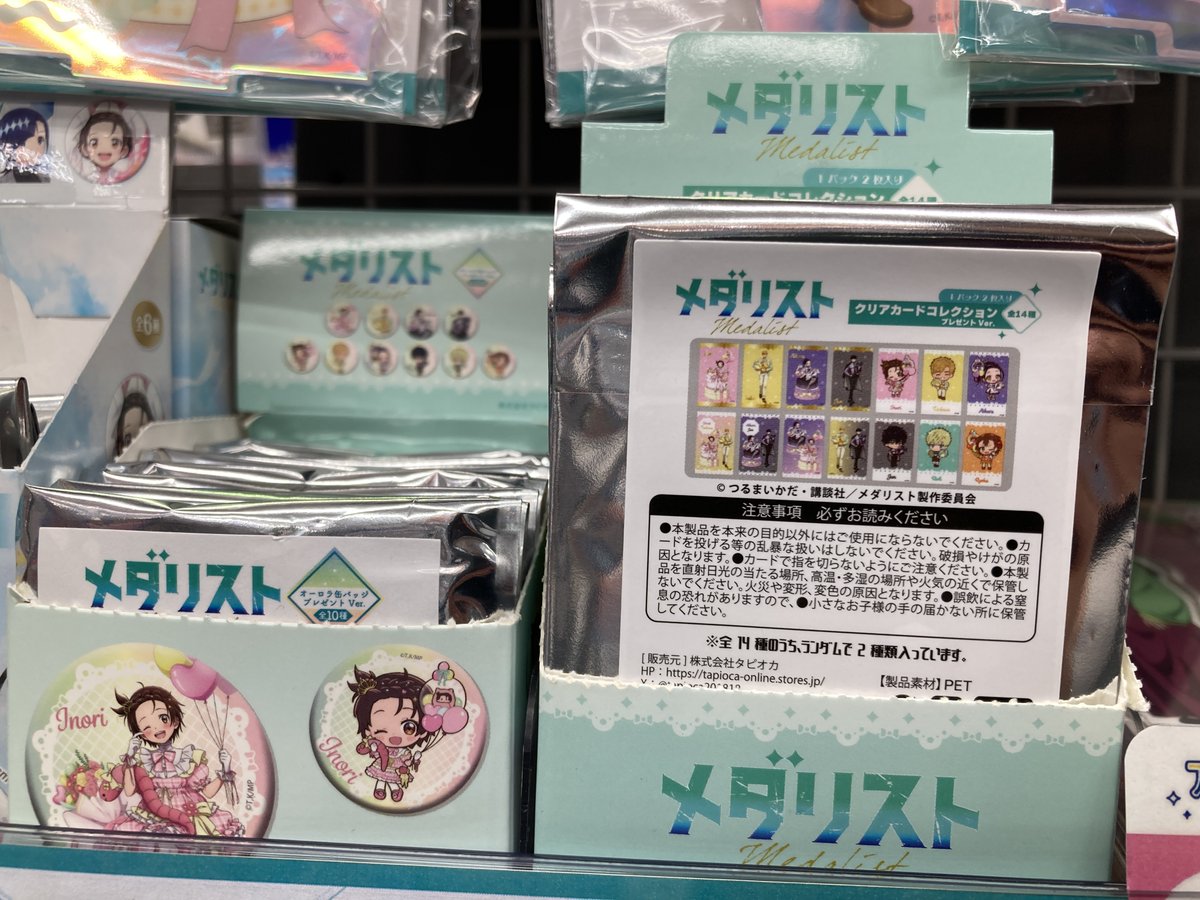 メダリスト
Medalist
1パック2枚入り
クリアカードコレクション
全14種
メダリスト
Medalist
全6種
メダリスト
Medalist
1パック2枚入り
クリアカードコレクション
プレゼントVer.
全14種
© つるまいかだ・講談社／メダリスト製作委員会
注意事項 必ずお読みください
●本製品を本来の目的以外にはご使用にならないでください。●カ
ードを投げる等の乱暴な扱いはしないでください。破損やけがの原
因となります。●カードで指を切らないようにご注意ください。●本製
品を直射日光の当たる場所、高温・多湿の場所や火気の近くで保管し
ないでください。火災や変形、変色の原因となります。●誤飲による窒
息の恐れがありますので、●小さなお子様の手の届かない所に保管
してください。
※全14種のうち、ランダムで2種類入っています。
[ 販売元 ] 株式会社タピオカ
HP：https://tapioca-online.stores.jp/
【製品素材】PET
メダリスト
オーロラ缶バッジ
プレゼントVer.
全10種
Inori
©T.K/MP
Inori
©T.K/MP
メダリスト
Medalist